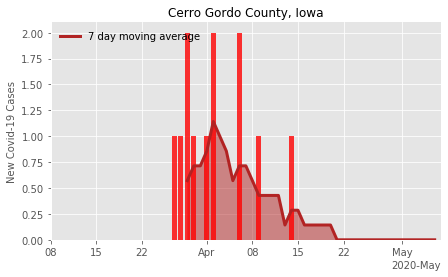 Cerro Gordo County, Iowa
7 day moving average
New Covid-19 Cases
2.00
1.75
1.50
1.25
1.00
0.75
0.50
0.25
0.00
08 15 22 Apr 08 15 22 May
2020-May